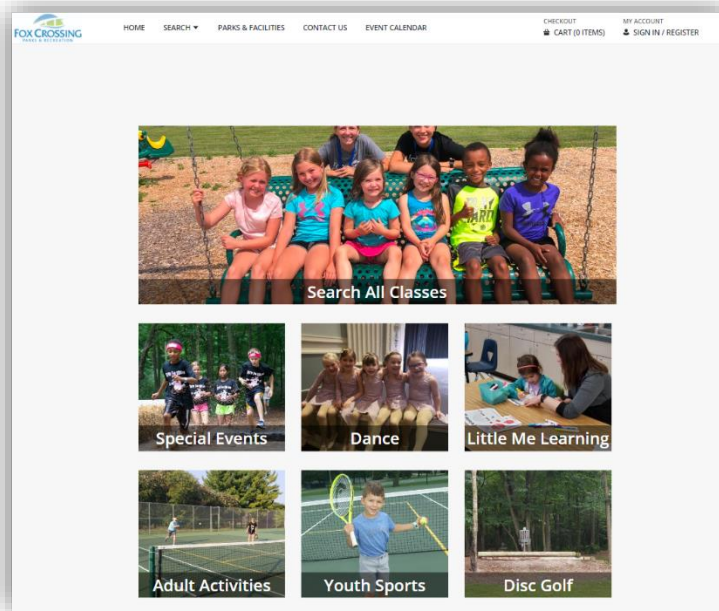 FOX CROSSING
PARKS & RECREATION
HOME
SEARCH
PARKS & FACILITIES
CONTACT US
EVENT CALENDAR
CHECKOUT
CART (0 ITEMS)
MY ACCOUNT
SIGN IN / REGISTER
Search All Classes
Special Events
Dance
Little Me Learning
Adult Activities
Youth Sports
Disc Golf